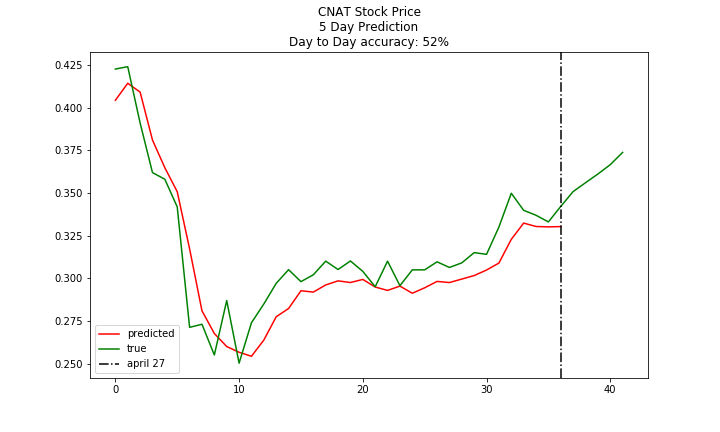 CNAT Stock Price
5 Day Prediction
Day to Day accuracy: 52%
0.425
0.400
0.375
0.350
0.325
0.300
0.275
0.250
predicted
true
april 27
0 10 20 30 40